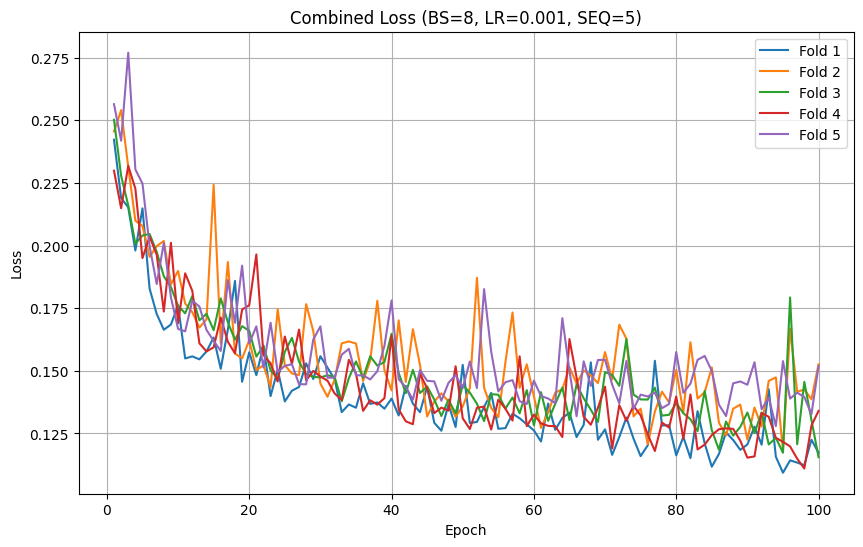 Combined Loss (BS=8, LR=0.001, SEQ=5)
Fold 1
Fold 2
Fold 3
Fold 4
Fold 5
Loss
0.275
0.250
0.225
0.200
0.175
0.150
0.125
0
20
40
60
80
100
Epoch